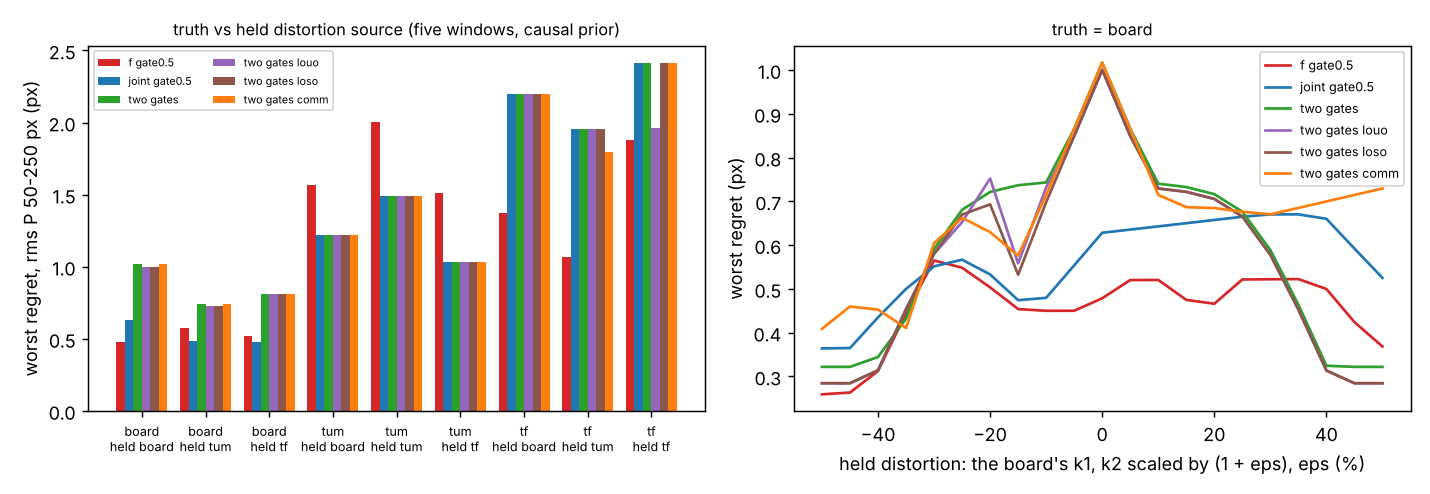 truth vs held distortion source (five windows, causal prior)
worst regret, rms P 50–250 px (px)
2.5
2.0
1.5
1.0
0.5
0.0
f gate0.5
joint gate0.5
two gates
two gates louo
two gates loso
two gates comm
board
held board
board
held tum
board
held tf
tum
held board
tum
held tum
tum
held tf
tf
held board
tf
held tum
tf
held tf
truth = board
worst regret (px)
1.0
0.9
0.8
0.7
0.6
0.5
0.4
0.3
f gate0.5
joint gate0.5
two gates
two gates louo
two gates loso
two gates comm
−40
−20
0
20
40
held distortion: the board's k1, k2 scaled by (1 + eps), eps (%)